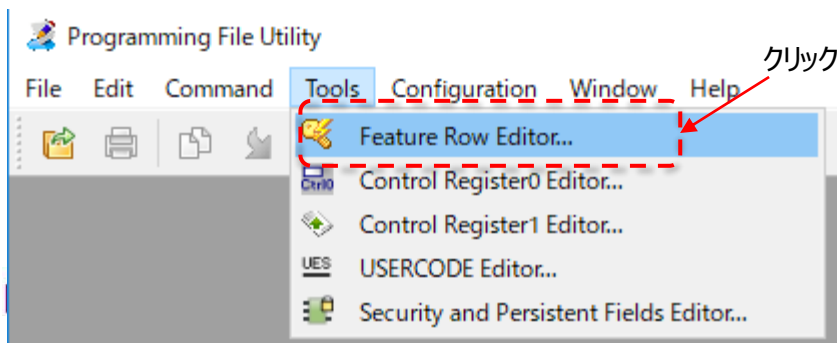 Programming File Utility
クリック
File Edit Command Tools Configuration Window Help
Feature Row Editor...
Ctrl0 Control Register0 Editor...
Control Register1 Editor...
UES USERCODE Editor...
Security and Persistent Fields Editor...